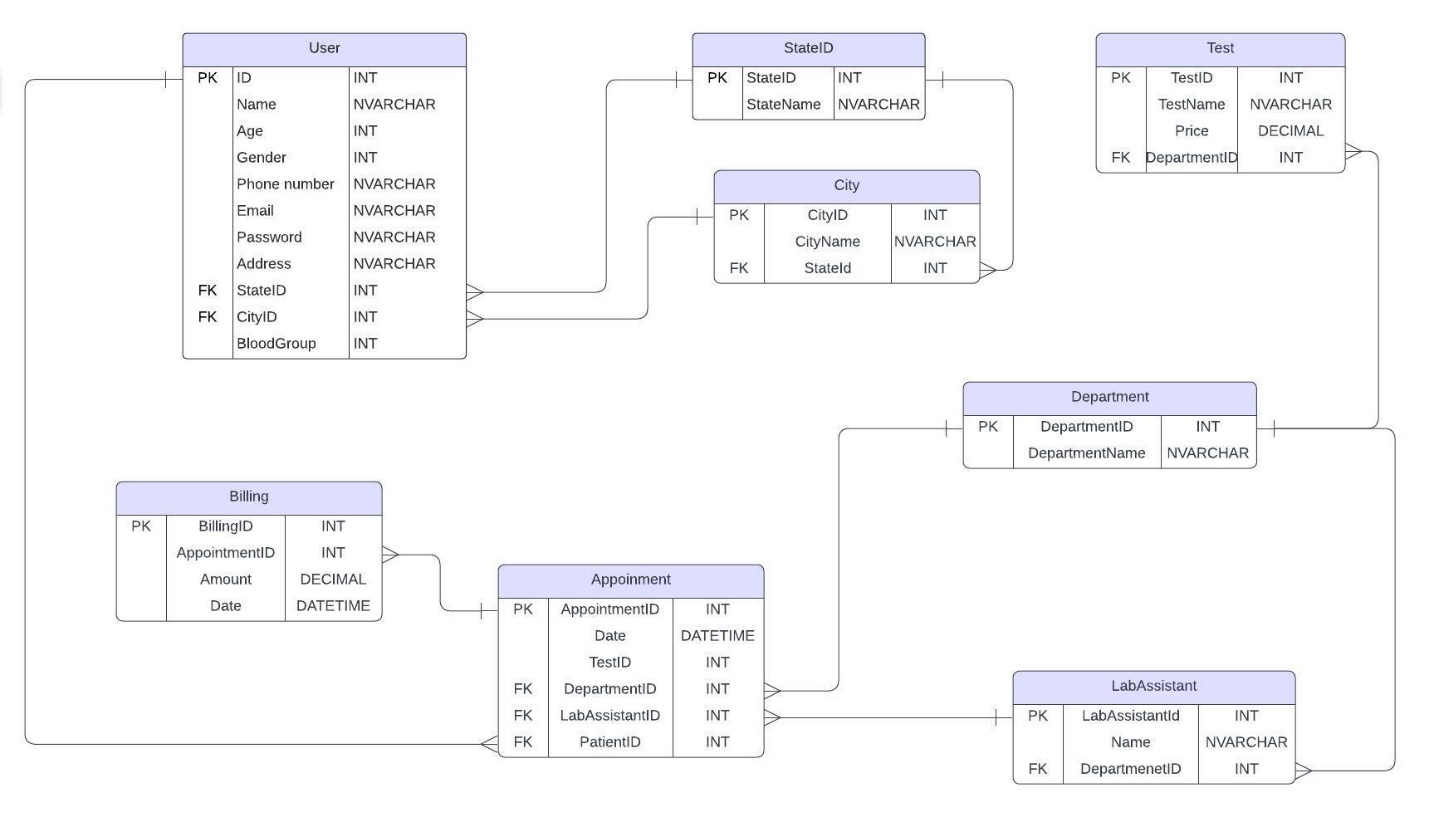 User
PK ID INT
Name NVARCHAR
Age INT
Gender INT
Phone number NVARCHAR
Email NVARCHAR
Password NVARCHAR
Address NVARCHAR
FK StateID INT
FK CityID INT
BloodGroup INT
StateID
PK StateID INT
StateName NVARCHAR
City
PK CityID INT
CityName NVARCHAR
FK StateId INT
Test
PK TestID INT
TestName NVARCHAR
Price DECIMAL
FK DepartmentID INT
Department
PK DepartmentID INT
DepartmentName NVARCHAR
Billing
PK BillingID INT
AppointmentID INT
Amount DECIMAL
Date DATETIME
Appoinment
PK AppointmentID INT
Date DATETIME
TestID INT
FK DepartmentID INT
FK LabAssistantID INT
FK PatientID INT
LabAssistant
PK LabAssistantId INT
Name NVARCHAR
FK DepartmenetID INT